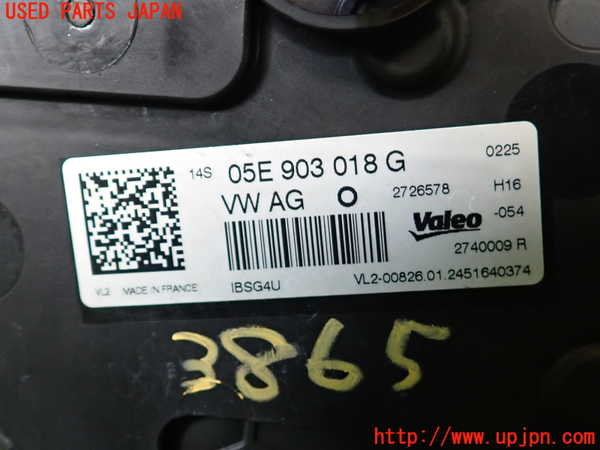 USED PARTS JAPAN
14S 05E 903 018 G 0225
VW AG O 2726578 H16
Valeo -054
2740009 R
VL2 MADE IN FRANCE IBSG4U VL2-00826.01.2451640374
3865
https://www.upjpn.com